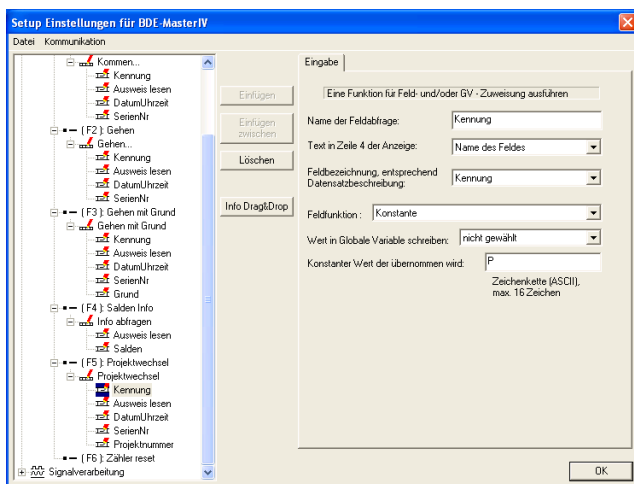 Setup Einstellungen für BDE-MasterIV
Datei Kommunikation
Kommen...
Kennung
Ausweis lesen
DatumUhrzeit
SerienNr
( F2 ): Gehen
Gehen...
Kennung
Ausweis lesen
DatumUhrzeit
SerienNr
( F3 ): Gehen mit Grund
Gehen mit Grund
Kennung
Ausweis lesen
DatumUhrzeit
SerienNr
Grund
( F4 ): Salden Info
Info abfragen
Ausweis lesen
Salden
( F5 ): Projektwechsel
Projektwechsel
Kennung
Ausweis lesen
DatumUhrzeit
SerienNr
Projektnummer
( F6 ): Zähler reset
Signalverarbeitung
Einfügen
Einfügen
zwischen
Löschen
Info Drag&Drop
Eingabe
Eine Funktion für Feld- und/oder GV - Zuweisung ausführen
Name der Feldabfrage: Kennung
Text in Zeile 4 der Anzeige: Name des Feldes
Feldbezeichnung, entsprechend
Datensatzbeschreibung: Kennung
Feldfunktion : Konstante
Wert in Globale Variable schreiben: nicht gewählt
Konstanter Wert der übernommen wird: P
Zeichenkette (ASCII),
max. 16 Zeichen
OK